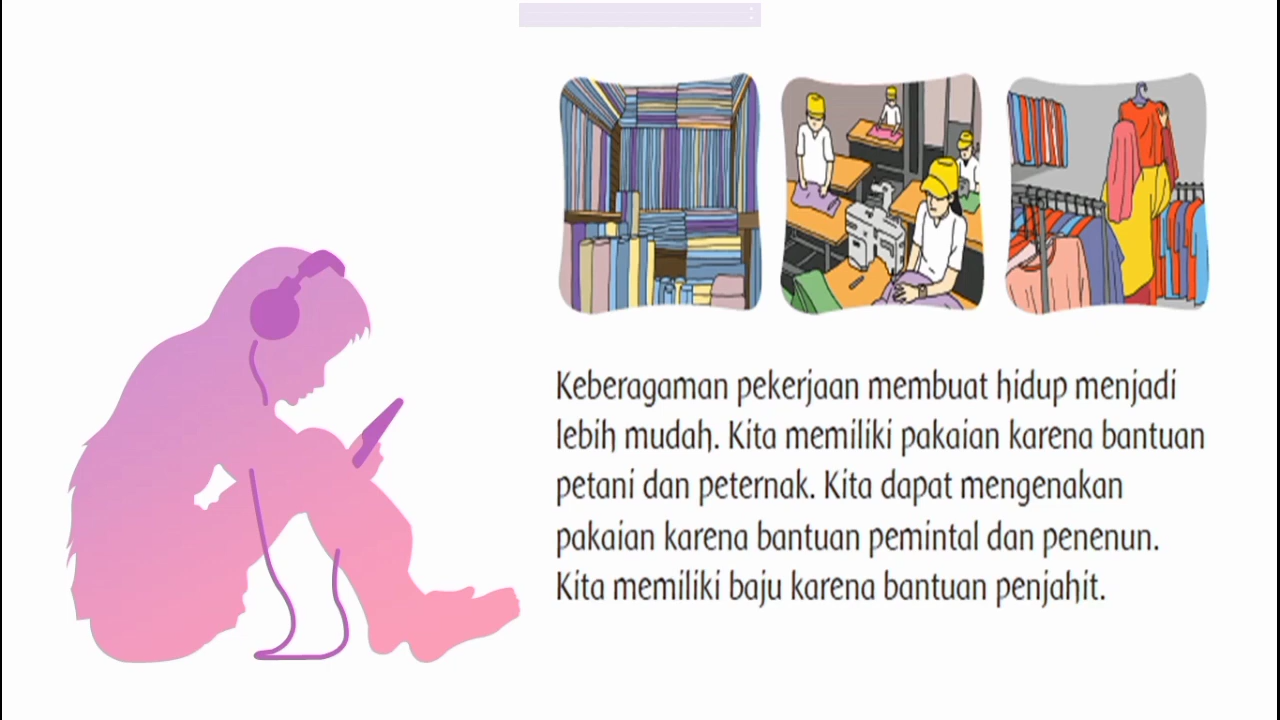 Keberagaman pekerjaan membuat hidup menjadi
lebih mudah. Kita memiliki pakaian karena bantuan
petani dan peternak. Kita dapat mengenakan
pakaian karena bantuan pemintal dan penenun.
Kita memiliki baju karena bantuan penjahit.